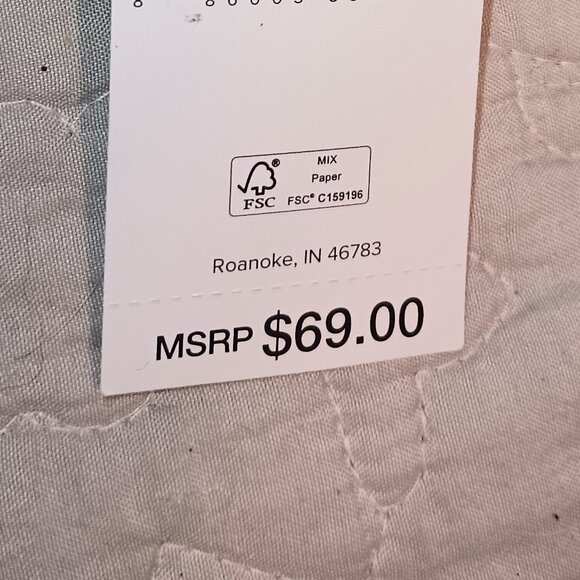 MIX
Paper
FSC® C159196
FSC
Roanoke, IN 46783
MSRP $69.00